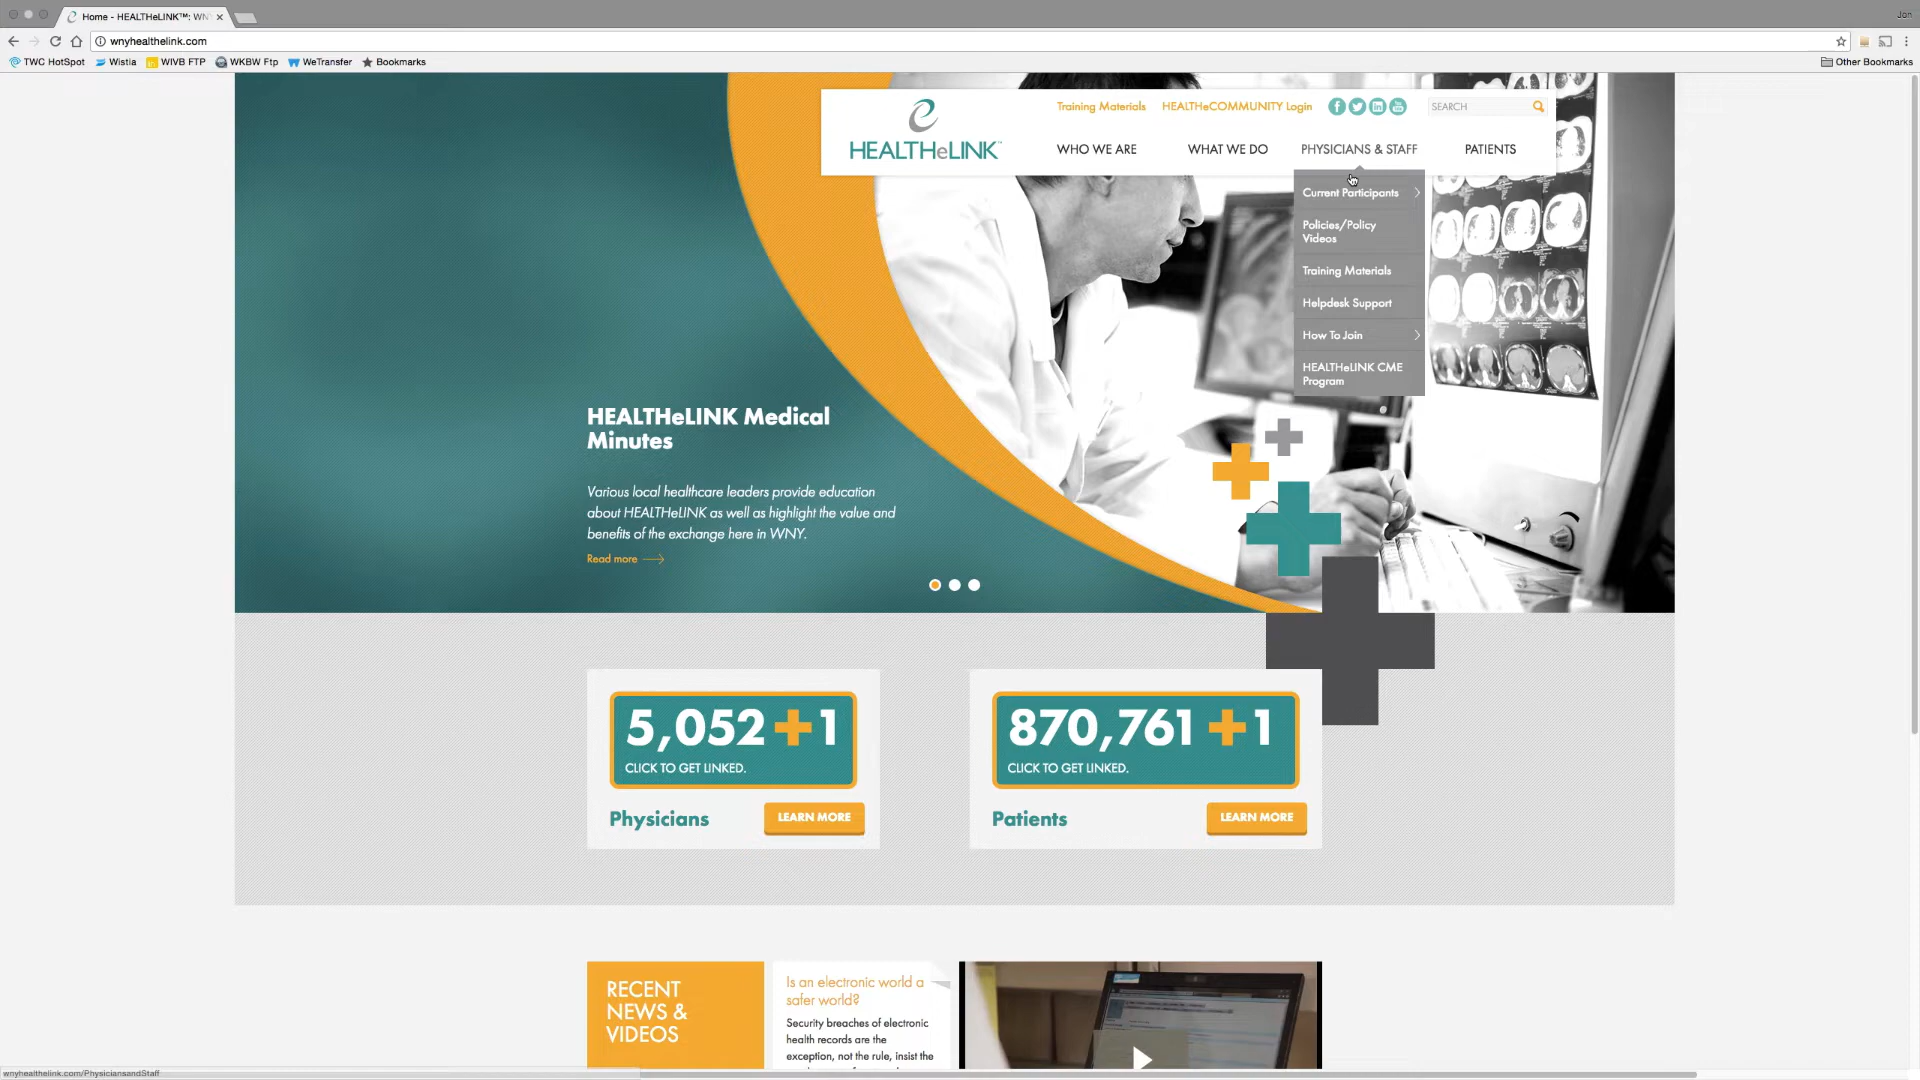 Home - HEALTHeLINK™: WN
Jon
wnyhealthelink.com
TWC HotSpot
Wistia
WIVB FTP
WKBW Ftp
WeTransfer
Bookmarks
Other Bookmarks
HEALTHeLINK™
Training Materials
HEALTHeCOMMUNITY Login
SEARCH
WHO WE ARE
WHAT WE DO
PHYSICIANS & STAFF
PATIENTS
Current Participants
Policies/Policy
Videos
Training Materials
Helpdesk Support
How To Join
HEALTHeLINK CME
Program
HEALTHeLINK Medical
Minutes
Various local healthcare leaders provide education
about HEALTHeLINK as well as highlight the value and
benefits of the exchange here in WNY.
Read more
5,052 + 1
CLICK TO GET LINKED.
Physicians
LEARN MORE
870,761 + 1
CLICK TO GET LINKED.
Patients
LEARN MORE
RECENT
NEWS &
VIDEOS
Is an electronic world a
safer world?
Security breaches of electronic
health records are the
exception, not the rule, insist the
wnyhealthelink.com/PhysiciansandStaff